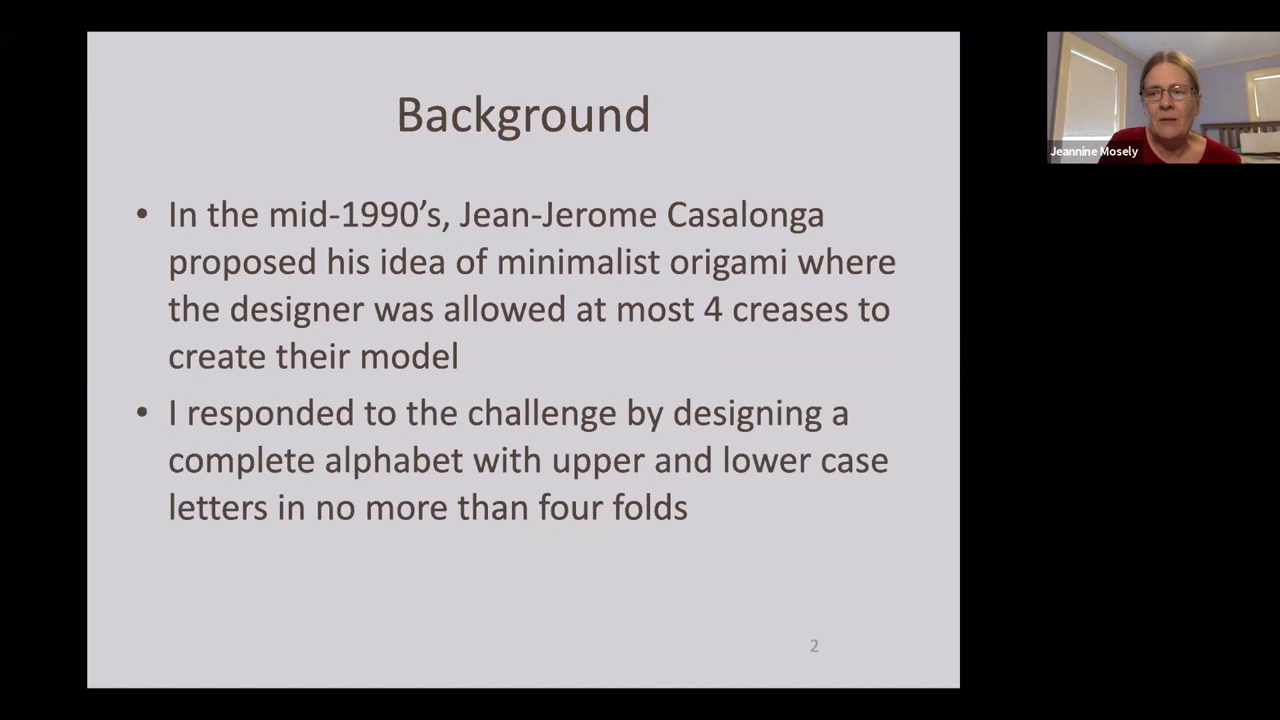 Background
• In the mid-1990’s, Jean-Jerome Casalonga
proposed his idea of minimalist origami where
the designer was allowed at most 4 creases to
create their model
• I responded to the challenge by designing a
complete alphabet with upper and lower case
letters in no more than four folds
2
Jeannine Mosely